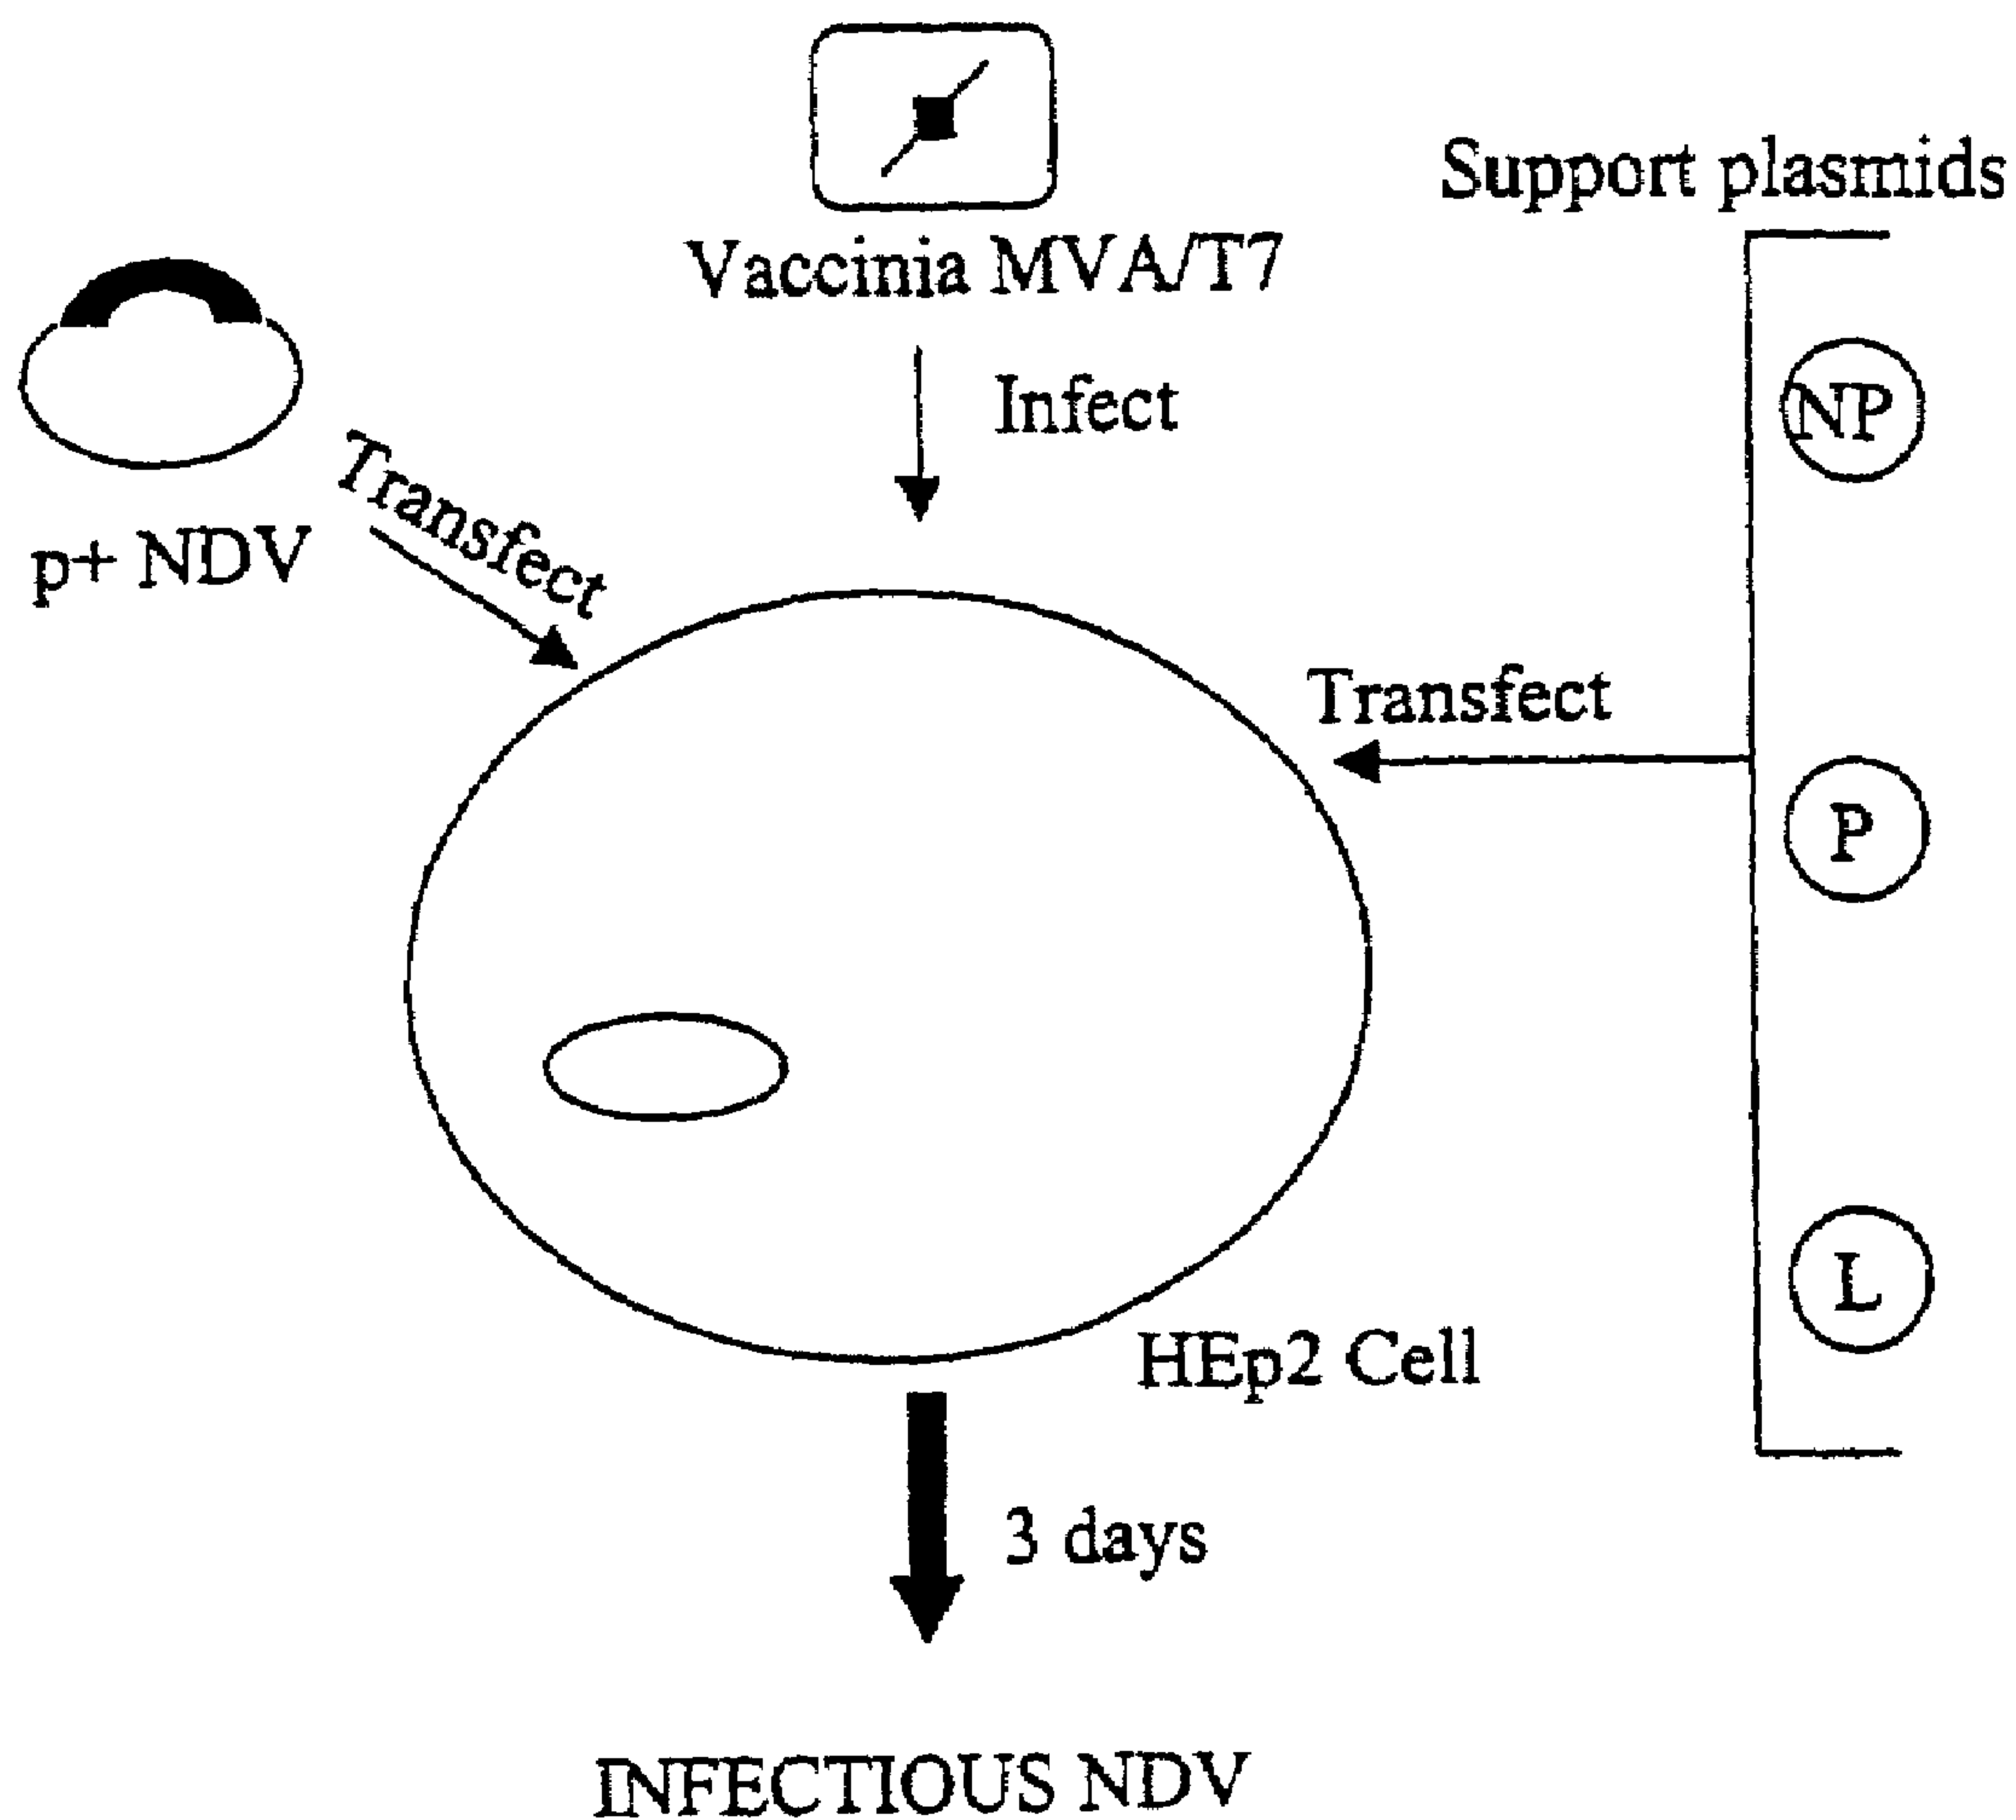 Support plasmids
Vaccinia MVA/T7
Infect
NP
p+ NDV
Transfect
Transfect
P
L
HEp2 Cell
3 days
INFECTIOUS NDV